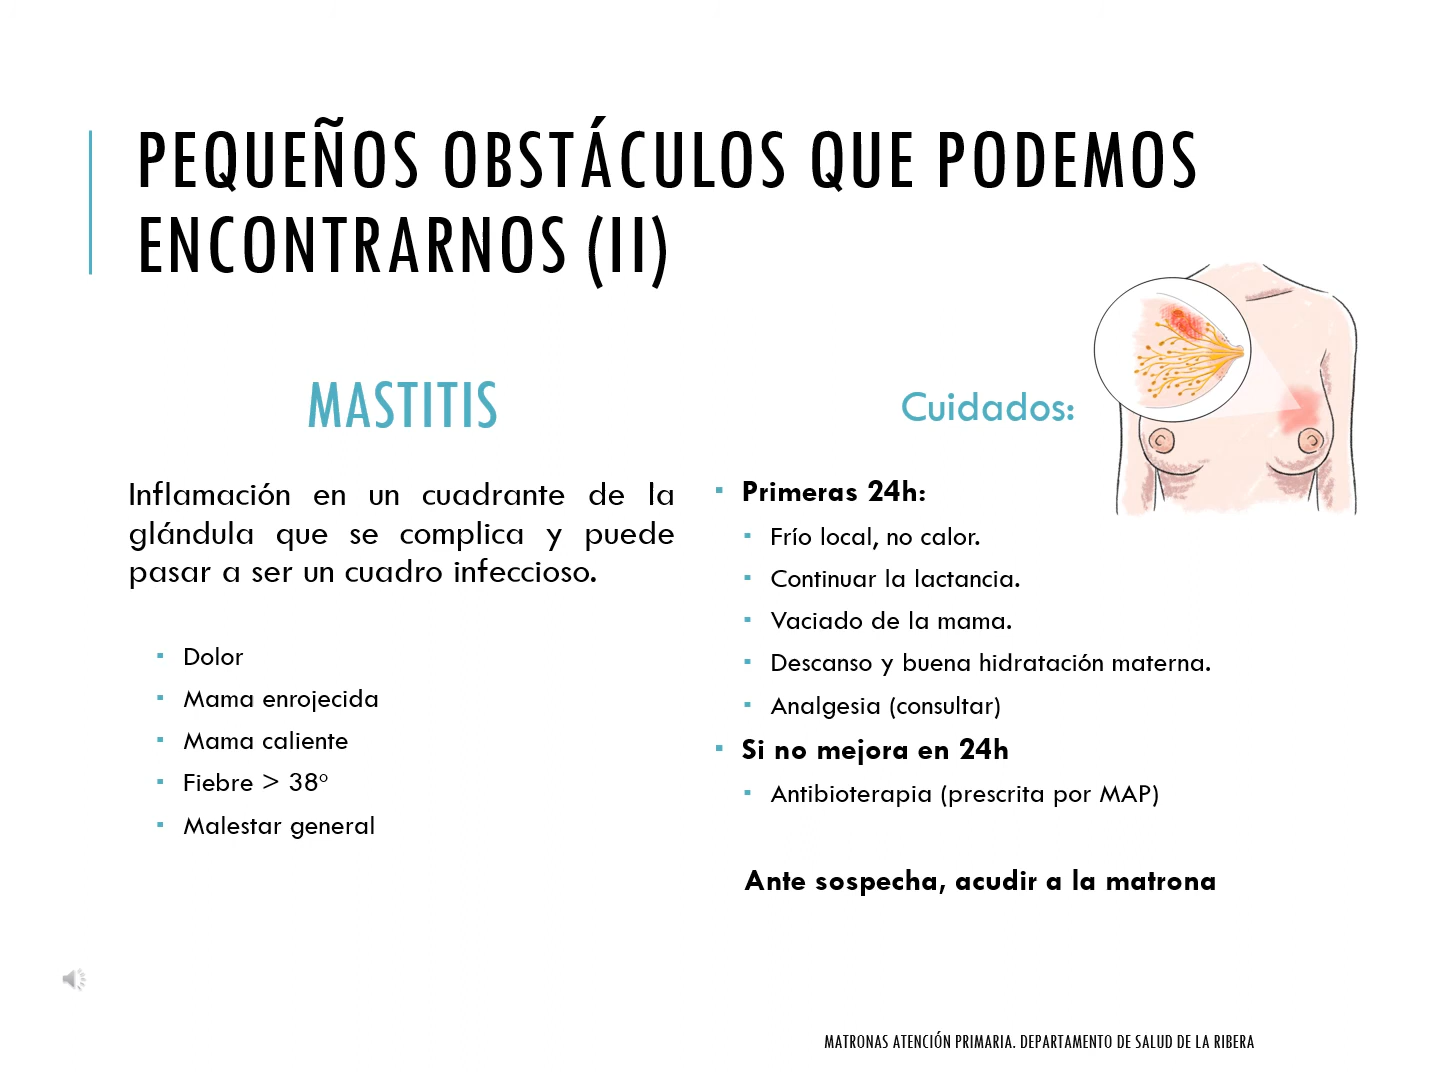 PEQUEÑOS OBSTÁCULOS QUE PODEMOS
ENCONTRARNOS (II)
MASTITIS
Inflamación en un cuadrante de la
glándula que se complica y puede
pasar a ser un cuadro infeccioso.
Dolor
Mama enrojecida
Mama caliente
Fiebre > 38º
Malestar general
Cuidados:
Primeras 24h:
Frío local, no calor.
Continuar la lactancia.
Vaciado de la mama.
Descanso y buena hidratación materna.
Analgesia (consultar)
Si no mejora en 24h
Antibioterapia (prescrita por MAP)
Ante sospecha, acudir a la matrona
MATRONAS ATENCIÓN PRIMARIA. DEPARTAMENTO DE SALUD DE LA RIBERA